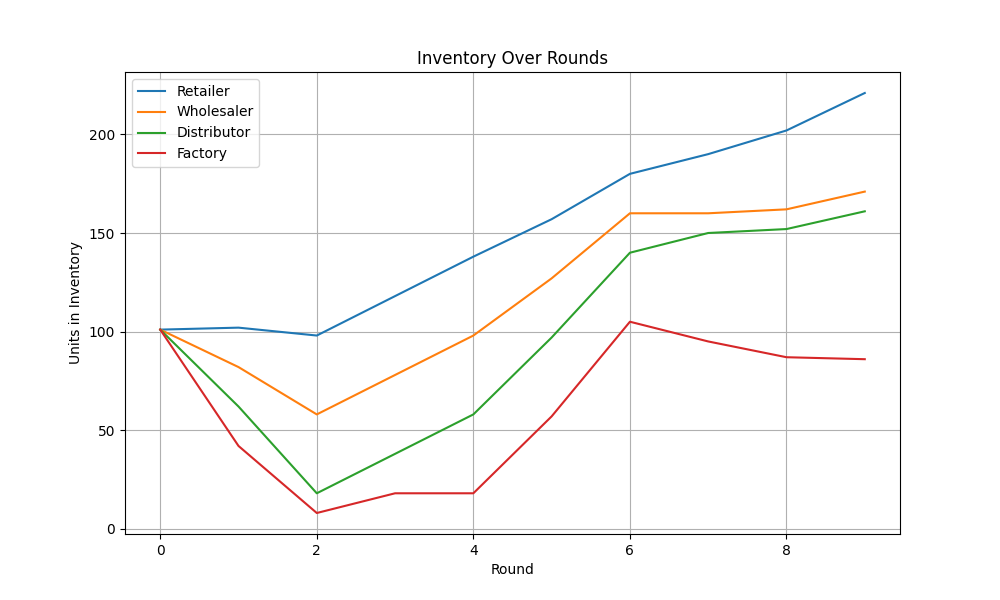 Inventory Over Rounds
Retailer
Wholesaler
Distributor
Factory
Units in Inventory
200
150
100
50
0
0 2 4 6 8
Round